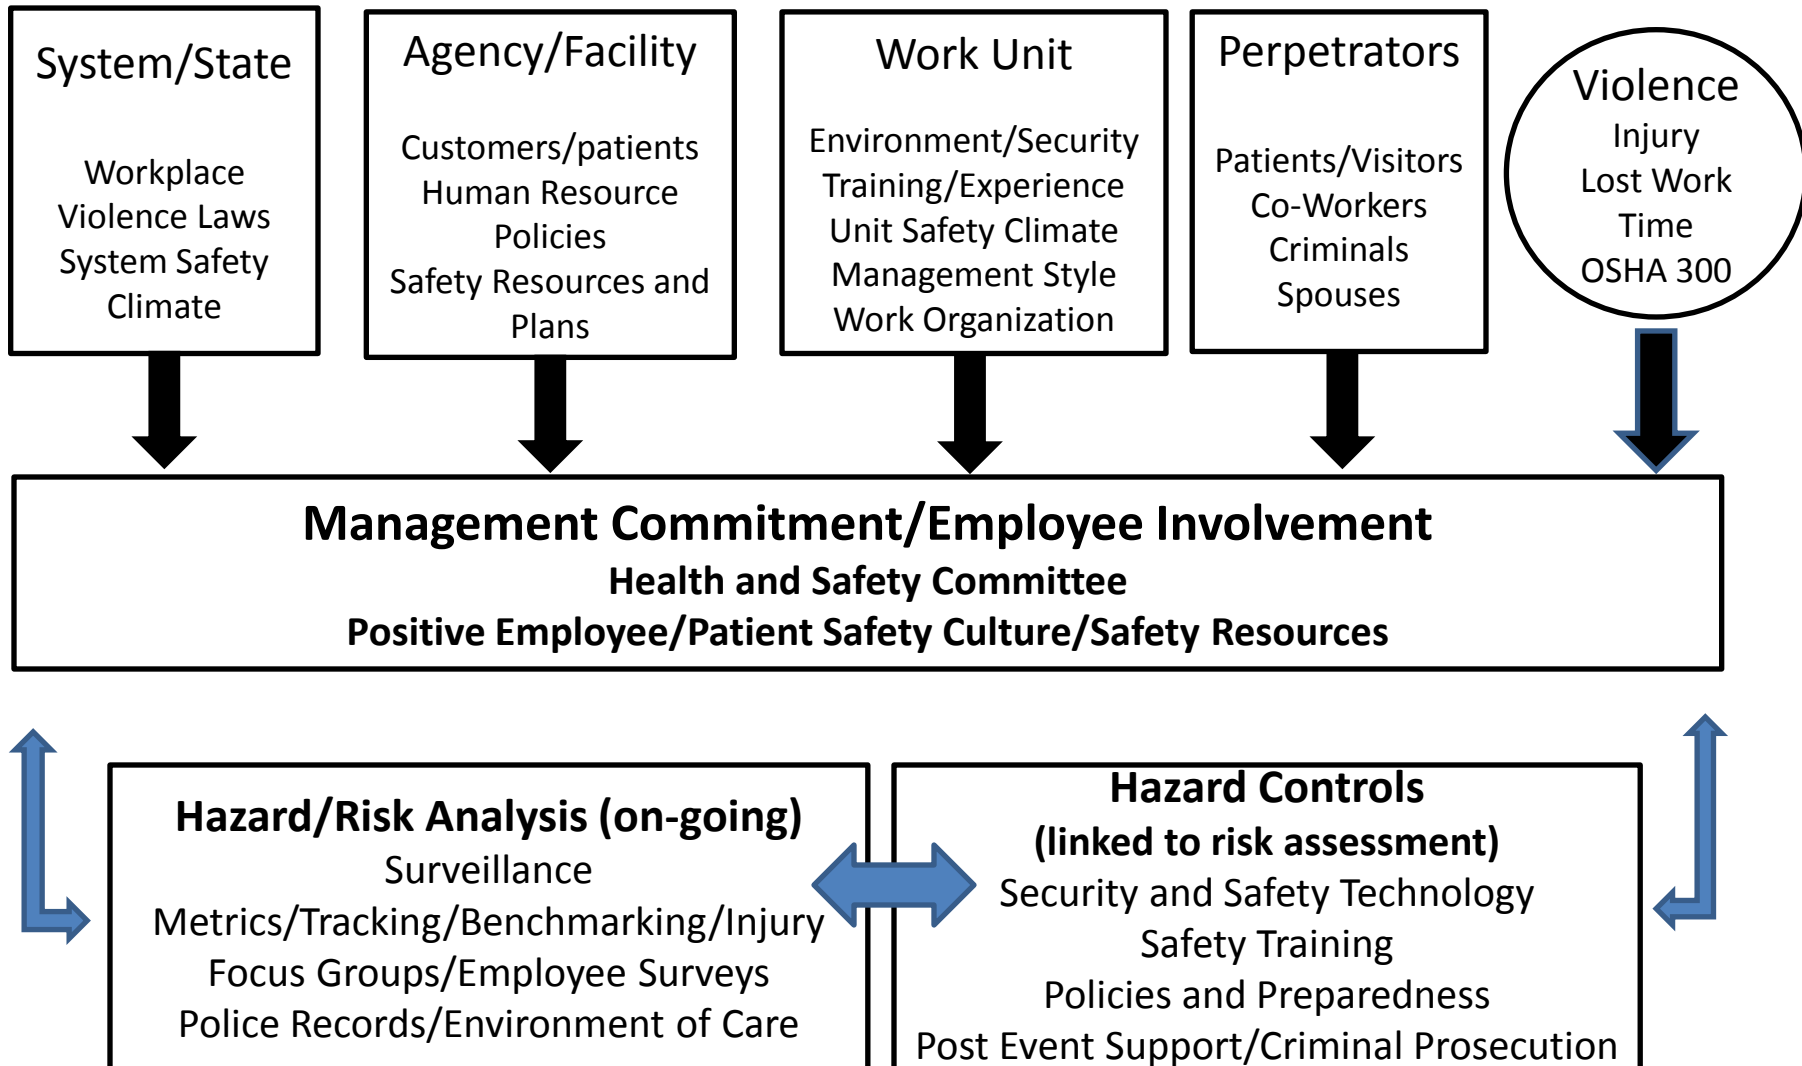 System/State
Workplace
Violence Laws
System Safety
Climate
Agency/Facility
Customers/patients
Human Resource
Policies
Safety Resources and
Plans
Work Unit
Environment/Security
Training/Experience
Unit Safety Climate
Management Style
Work Organization
Perpetrators
Patients/Visitors
Co-Workers
Criminals
Spouses
Violence
Injury
Lost Work
Time
OSHA 300
Management Commitment/Employee Involvement
Health and Safety Committee
Positive Employee/Patient Safety Culture/Safety Resources
Hazard/Risk Analysis (on-going)
Surveillance
Metrics/Tracking/Benchmarking/Injury
Focus Groups/Employee Surveys
Police Records/Environment of Care
Hazard Controls
(linked to risk assessment)
Security and Safety Technology
Safety Training
Policies and Preparedness
Post Event Support/Criminal Prosecution